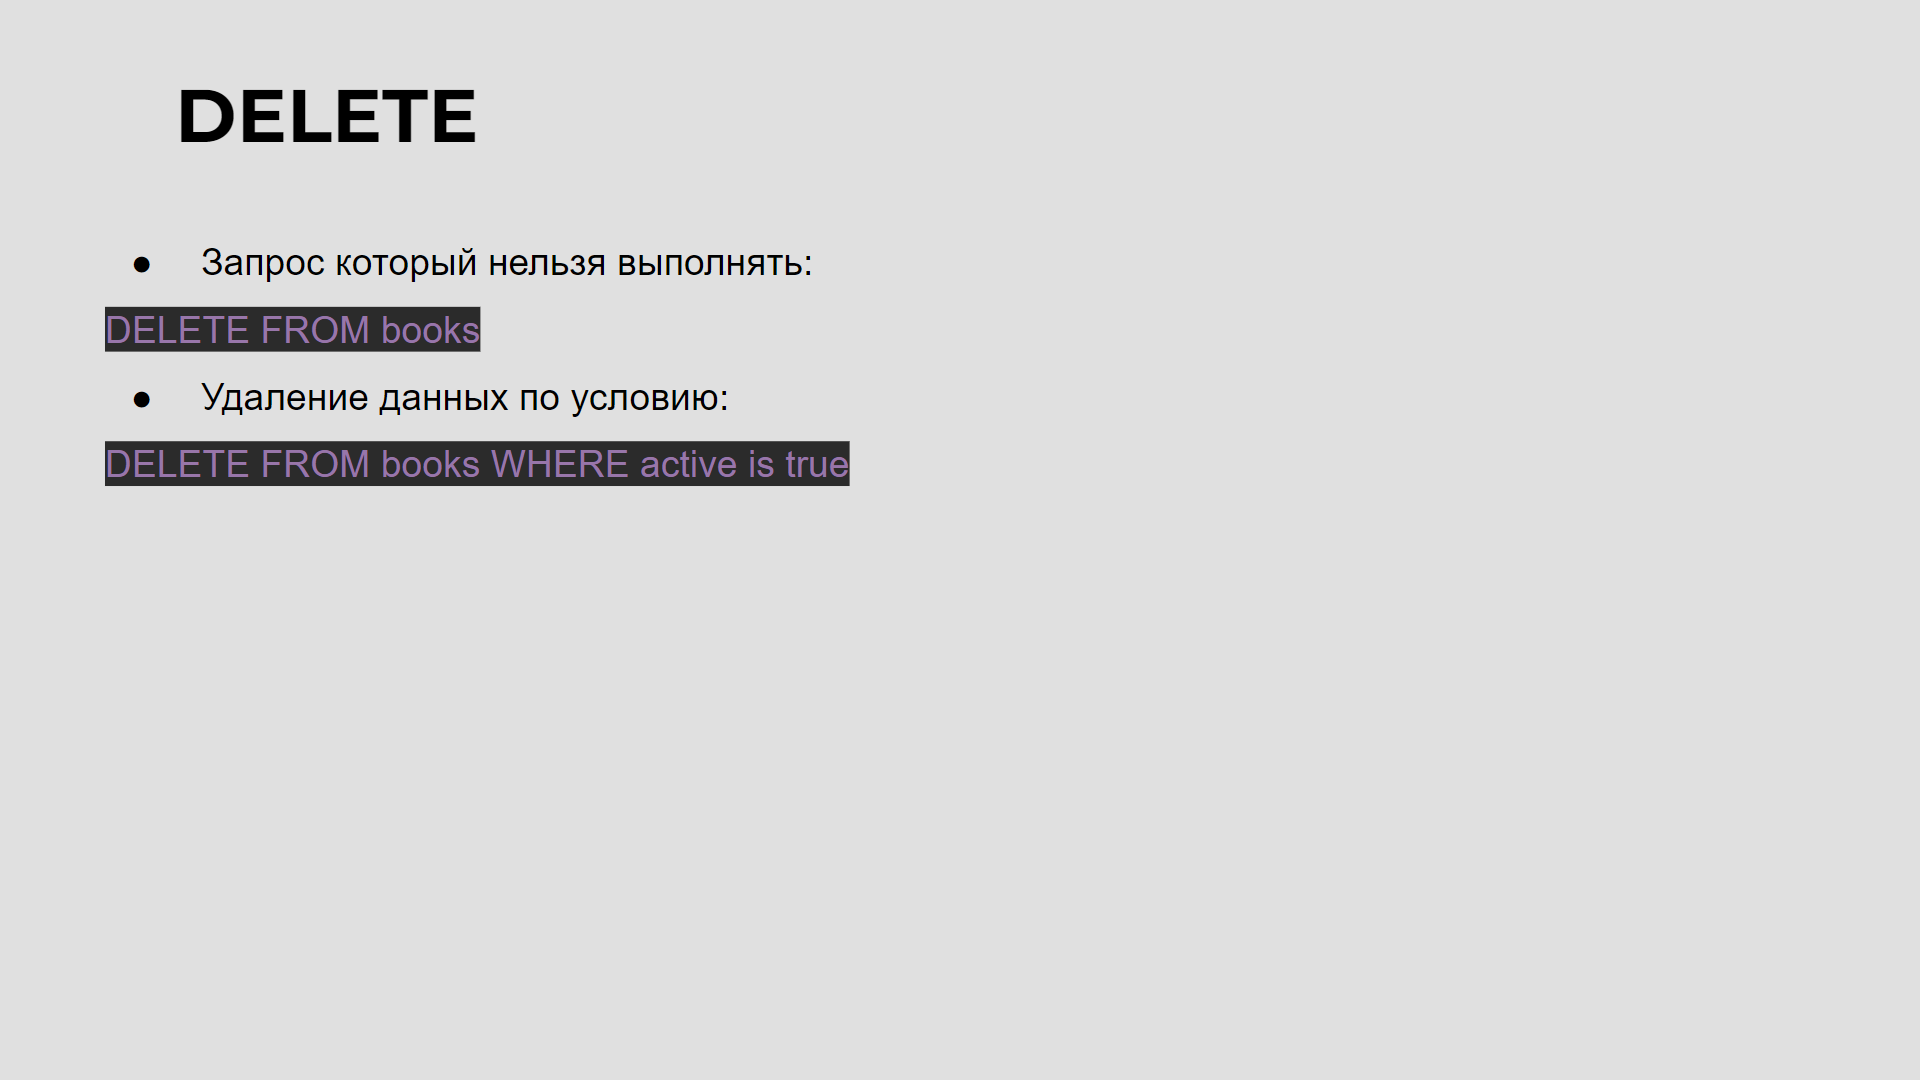 DELETE
● Запрос который нельзя выполнять:
DELETE FROM books
● Удаление данных по условию:
DELETE FROM books WHERE active is true